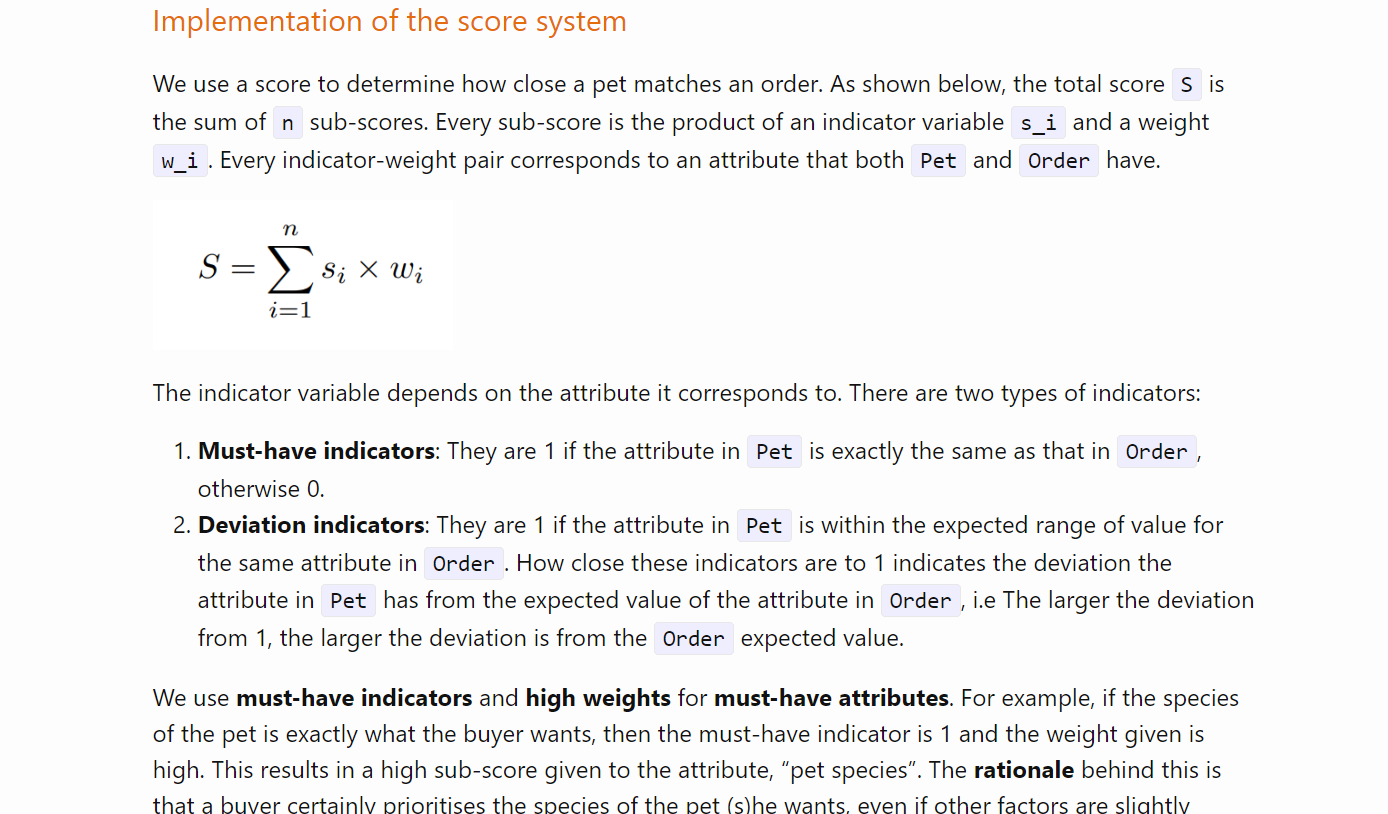 Implementation of the score system
We use a score to determine how close a pet matches an order. As shown below, the total score S is
the sum of n sub-scores. Every sub-score is the product of an indicator variable s_i and a weight
w_i. Every indicator-weight pair corresponds to an attribute that both Pet and Order have.
S = ∑_{i=1}^{n} s_i × w_i
The indicator variable depends on the attribute it corresponds to. There are two types of indicators:
1. Must-have indicators: They are 1 if the attribute in Pet is exactly the same as that in Order,
otherwise 0.
2. Deviation indicators: They are 1 if the attribute in Pet is within the expected range of value for
the same attribute in Order. How close these indicators are to 1 indicates the deviation the
attribute in Pet has from the expected value of the attribute in Order, i.e The larger the deviation
from 1, the larger the deviation is from the Order expected value.
We use must-have indicators and high weights for must-have attributes. For example, if the species
of the pet is exactly what the buyer wants, then the must-have indicator is 1 and the weight given is
high. This results in a high sub-score given to the attribute, “pet species”. The rationale behind this is
that a buyer certainly prioritises the species of the pet (s)he wants, even if other factors are slightly